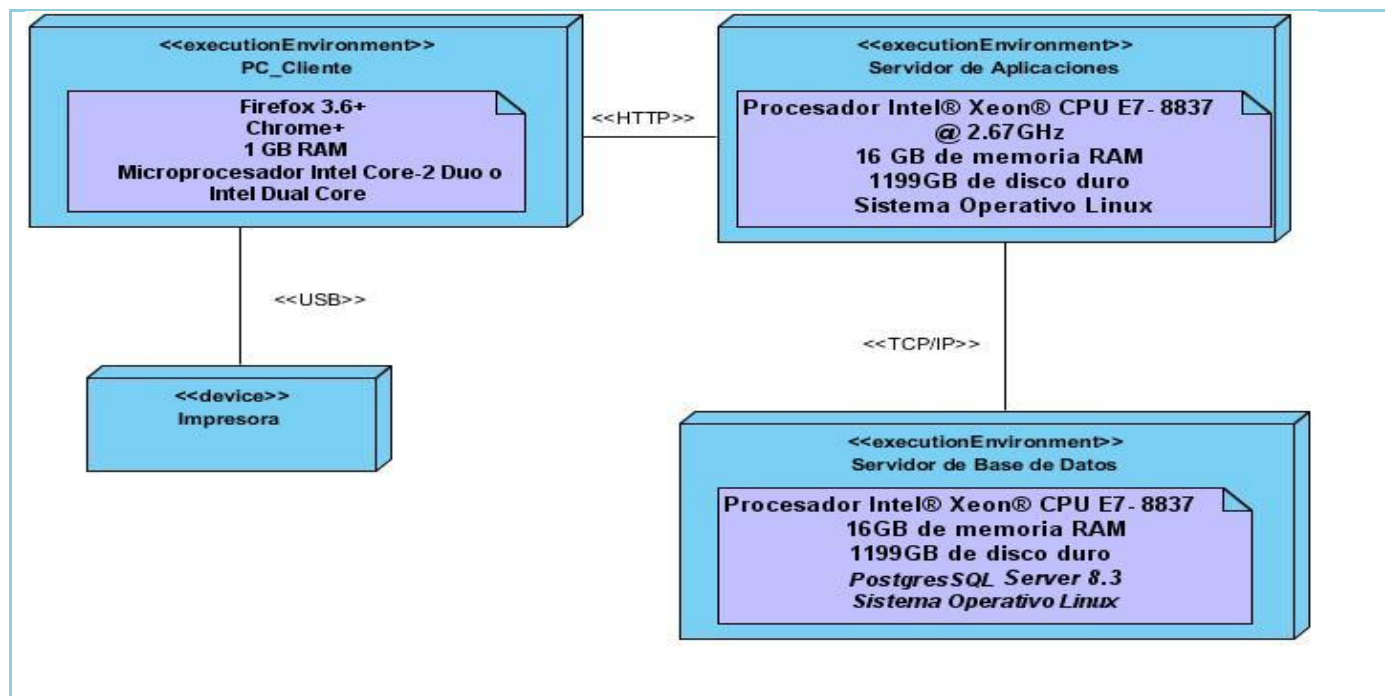 <<executionEnvironment>>
PC_Cliente
Firefox 3.6+
Chrome+
1 GB RAM
Microprocesador Intel Core-2 Duo o
Intel Dual Core
<<HTTP>>
<<executionEnvironment>>
Servidor de Aplicaciones
Procesador Intel® Xeon® CPU E7- 8837
@ 2.67GHz
16 GB de memoria RAM
1199GB de disco duro
Sistema Operativo Linux
<<USB>>
<<TCP/IP>>
<<device>>
Impresora
<<executionEnvironment>>
Servidor de Base de Datos
Procesador Intel® Xeon® CPU E7- 8837
16GB de memoria RAM
1199GB de disco duro
PostgresSQL Server 8.3
Sistema Operativo Linux